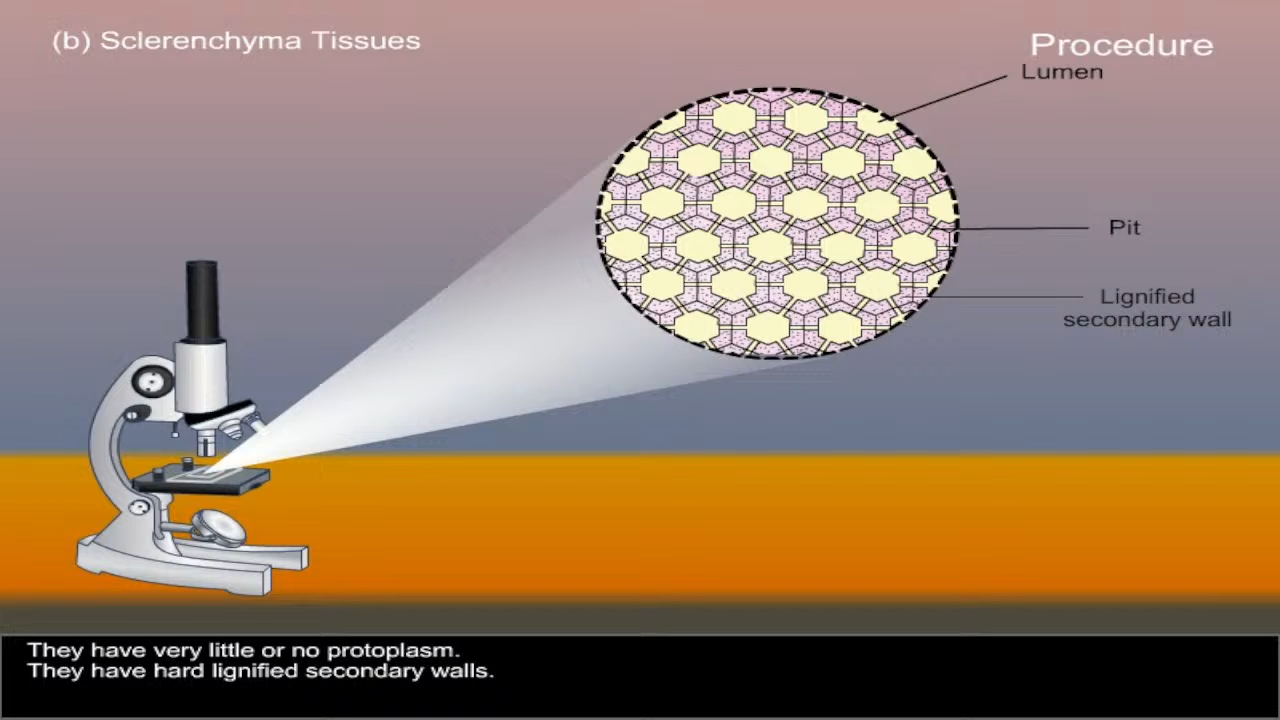 (b) Sclerenchyma Tissues
Procedure
Lumen
Pit
Lignified
secondary wall
They have very little or no protoplasm.
They have hard lignified secondary walls.